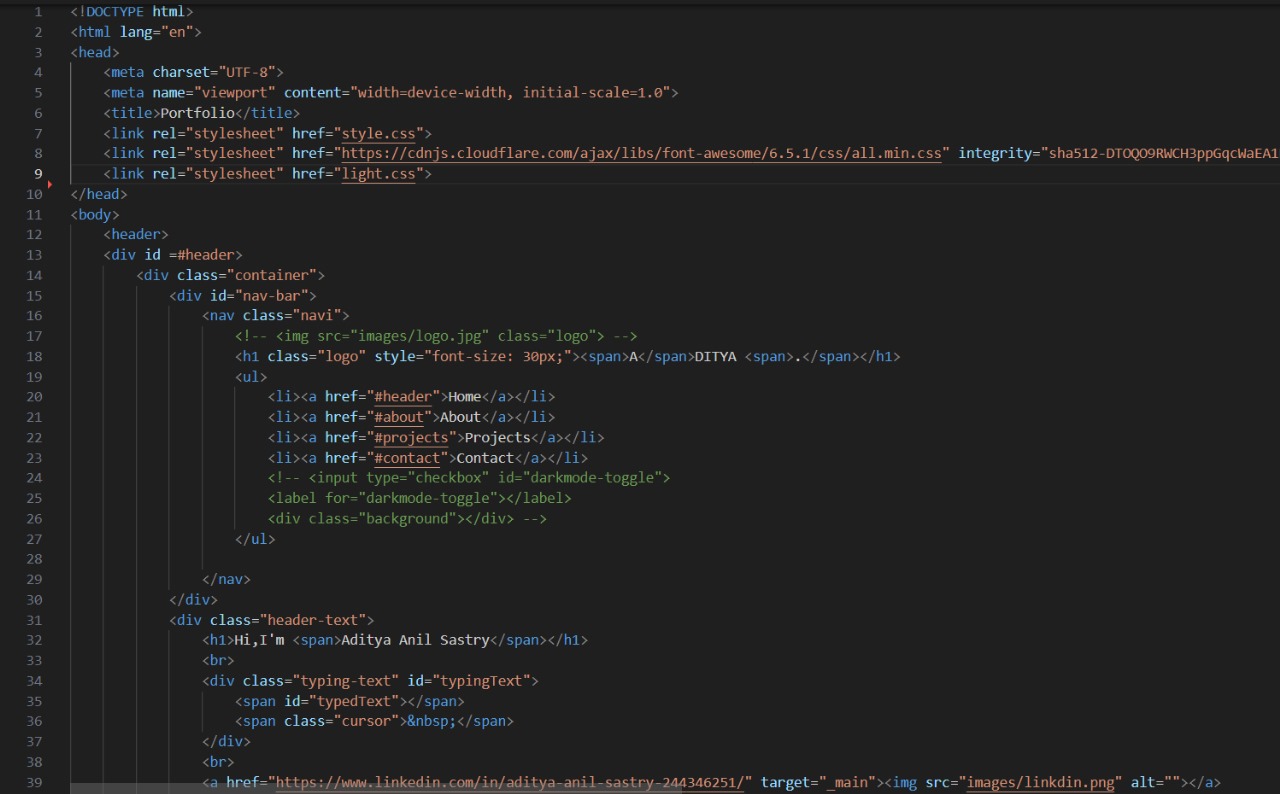 1 <!DOCTYPE html>
2 <html lang="en">
3 <head>
4 <meta charset="UTF-8">
5 <meta name="viewport" content="width=device-width, initial-scale=1.0">
6 <title>Portfolio</title>
7 <link rel="stylesheet" href="style.css">
8 <link rel="stylesheet" href="https://cdnjs.cloudflare.com/ajax/libs/font-awesome/6.5.1/css/all.min.css" integrity="sha512-DTOQO9RWCH3ppGqcWaEA1
9 <link rel="stylesheet" href="light.css">
10 </head>
11 <body>
12 <header>
13 <div id =#header>
14 <div class="container">
15 <div id="nav-bar">
16 <nav class="navi">
17 <!-- <img src="images/logo.jpg" class="logo"> -->
18 <h1 class="logo" style="font-size: 30px;"><span>A</span>DITYA <span>.</span></h1>
19 <ul>
20 <li><a href="#header">Home</a></li>
21 <li><a href="#about">About</a></li>
22 <li><a href="#projects">Projects</a></li>
23 <li><a href="#contact">Contact</a></li>
24 <!-- <input type="checkbox" id="darkmode-toggle">
25 <label for="darkmode-toggle"></label>
26 <div class="background"></div> -->
27 </ul>
28
29 </nav>
30 </div>
31 <div class="header-text">
32 <h1>Hi,I'm <span>Aditya Anil Sastry</span></h1>
33 <br>
34 <div class="typing-text" id="typingText">
35 <span id="typedText"></span>
36 <span class="cursor">&nbsp;</span>
37 </div>
38 <br>
39 <a href="https://www.linkedin.com/in/aditya-anil-sastry-244346251/" target="_main"><img src="images/linkdin.png" alt=""></a>